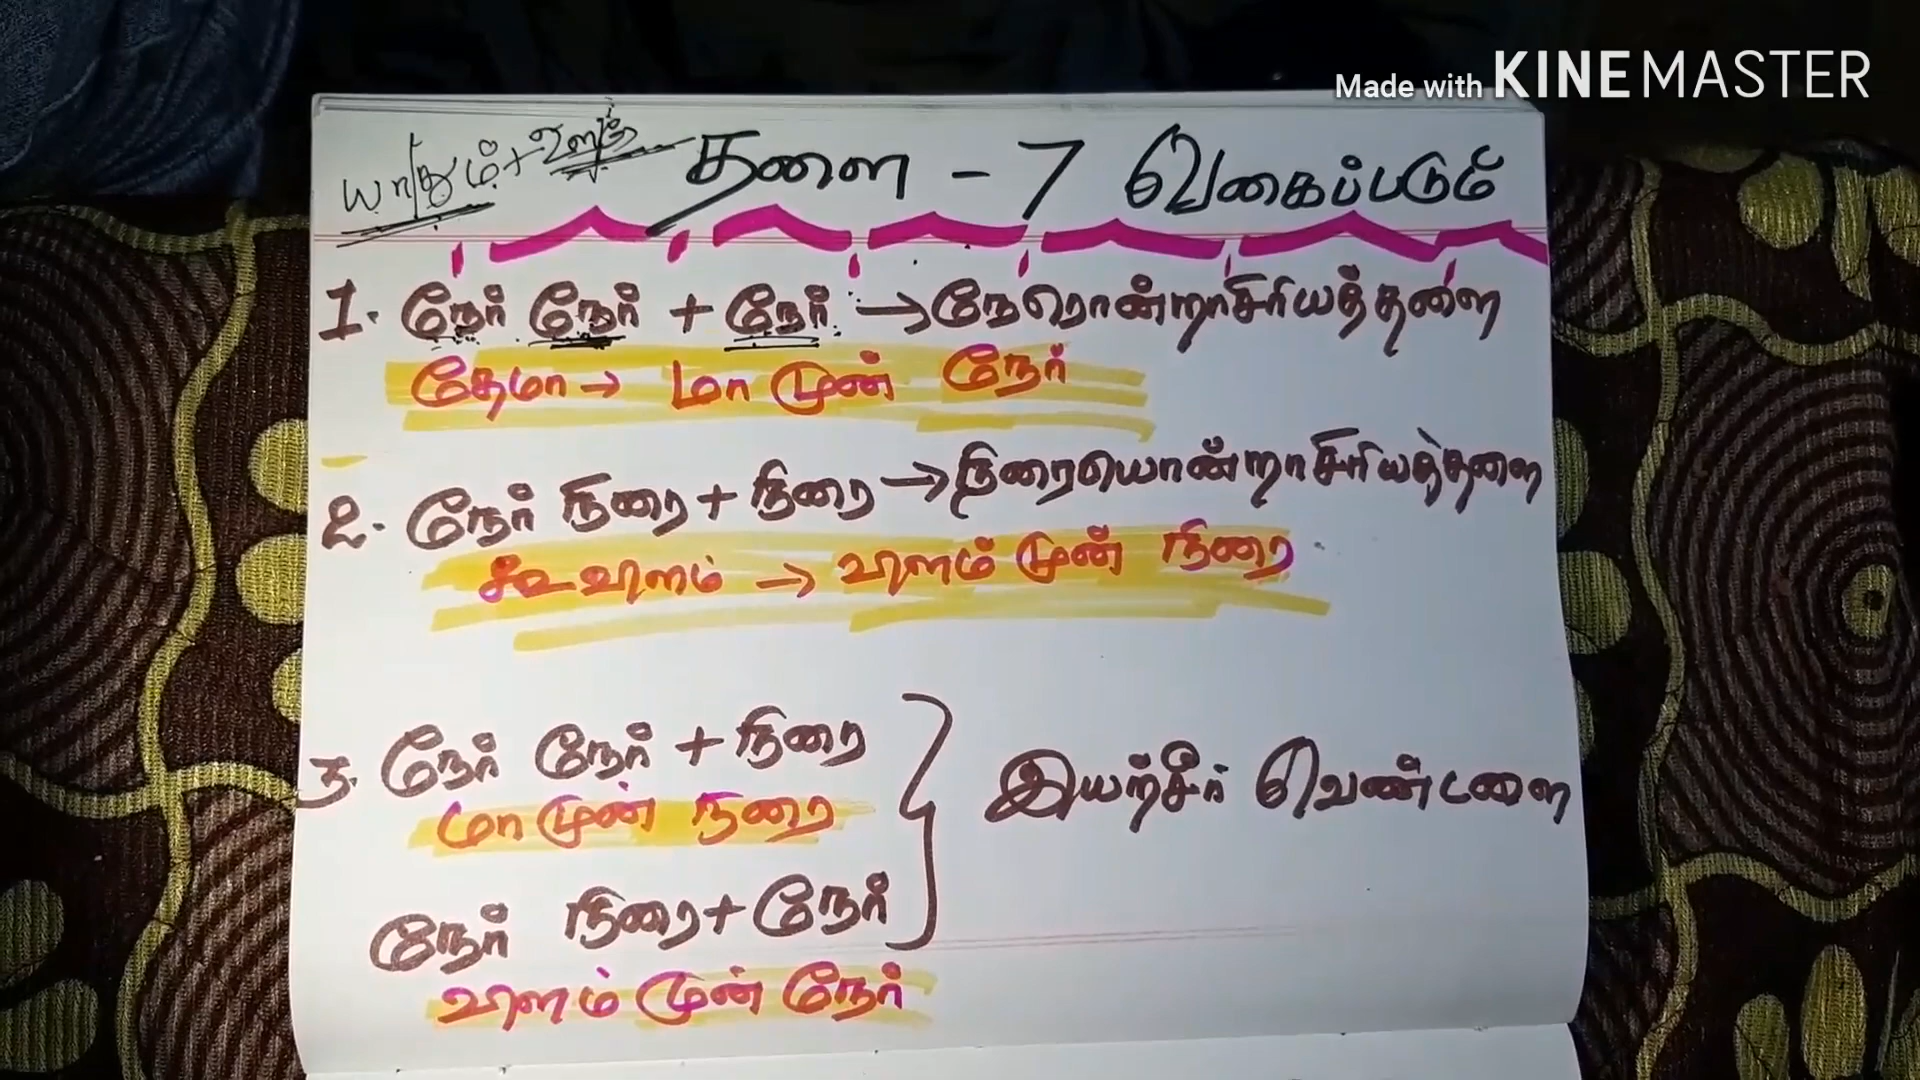 Made with KINEMASTER
யாதும் + ஊரே தளை - 7 வகைப்படும்
1. நேர் நேர் + நேர் → நேரொன்றாசிரியத்தளை
தேமா → மா முன் நேர்
2. நேர் நிரை + நிரை → நிரையொன்றாசிரியத்தளை
கூவிளம் → விளம் முன் நிரை
3. நேர் நேர் + நிரை
மா முன் நிரை
இயற்சீர் வெண்டளை
நேர் நிரை + நேர்
விளம் முன் நேர்